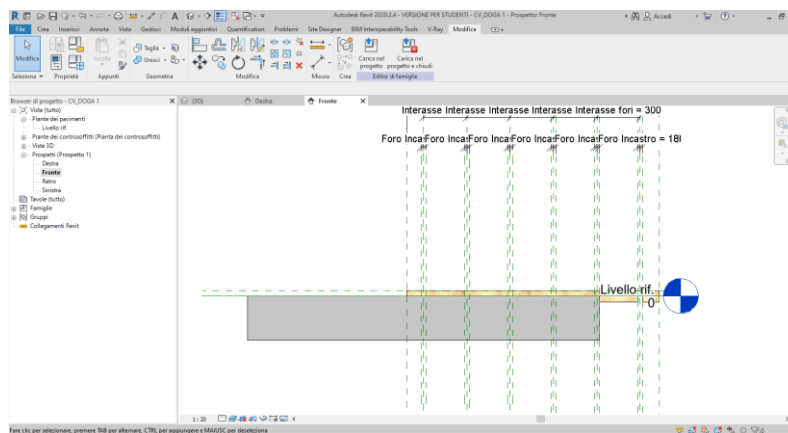 Autodesk Revit 2020.2.4 - VERSIONE PER STUDENTI - CV_DOGA 1 - Prospetto: Fronte
Accedi
File Crea Inserisci Annota Vista Gestisci Moduli aggiuntivi Quantification Problemi Site Designer BIM Interoperability Tools V-Ray Modifica
Modifica
Incolla
Taglia
Unisci
Carica nel progetto
Carica nel progetto e chiudi
Seleziona Proprietà Appunti Geometria Modifica Misura Crea Editor di famiglie
Browser di progetto - CV_DOGA 1
{3D} Destra Fronte
Viste (tutto)
Piante dei pavimenti
Livello rif.
Piante dei controsoffitti (Pianta dei controsoffitti)
Viste 3D
Prospetti (Prospetto 1)
Destra
Fronte
Retro
Sinistra
Tavole (tutto)
Famiglie
Gruppi
Collegamenti Revit
Interasse Interasse Interasse Interasse Interasse fori = 300
Foro Inca Foro Inca Foro Inca Foro Inca Foro Incastro = 18
Livello rif.
0
1 : 20
Fare clic per selezionare, premere TAB per alternare, CTRL per aggiungere e MAIUSC per deselezionare